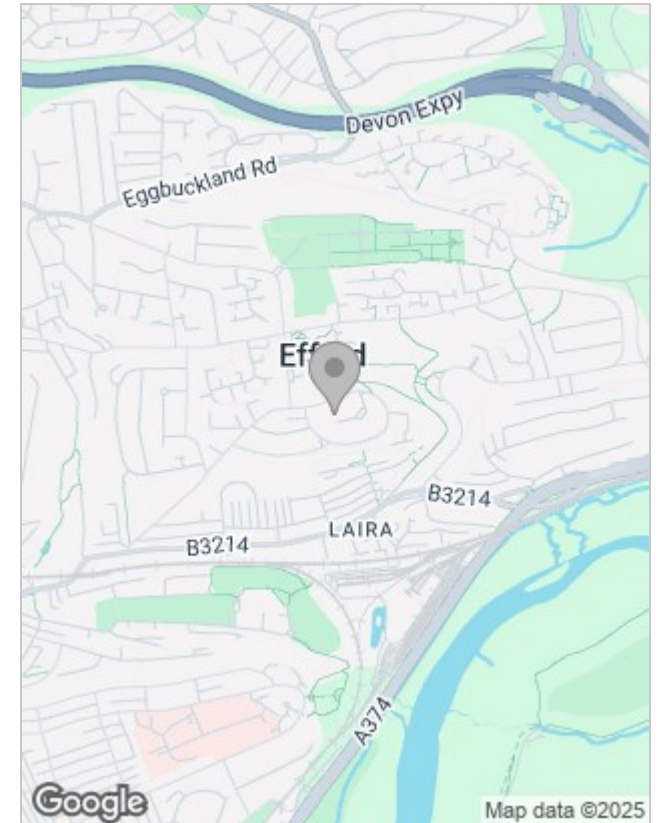 Devon Expy
Eggbuckland Rd
B3214
LAIRA
B3214
A374
Google
Map data ©2025